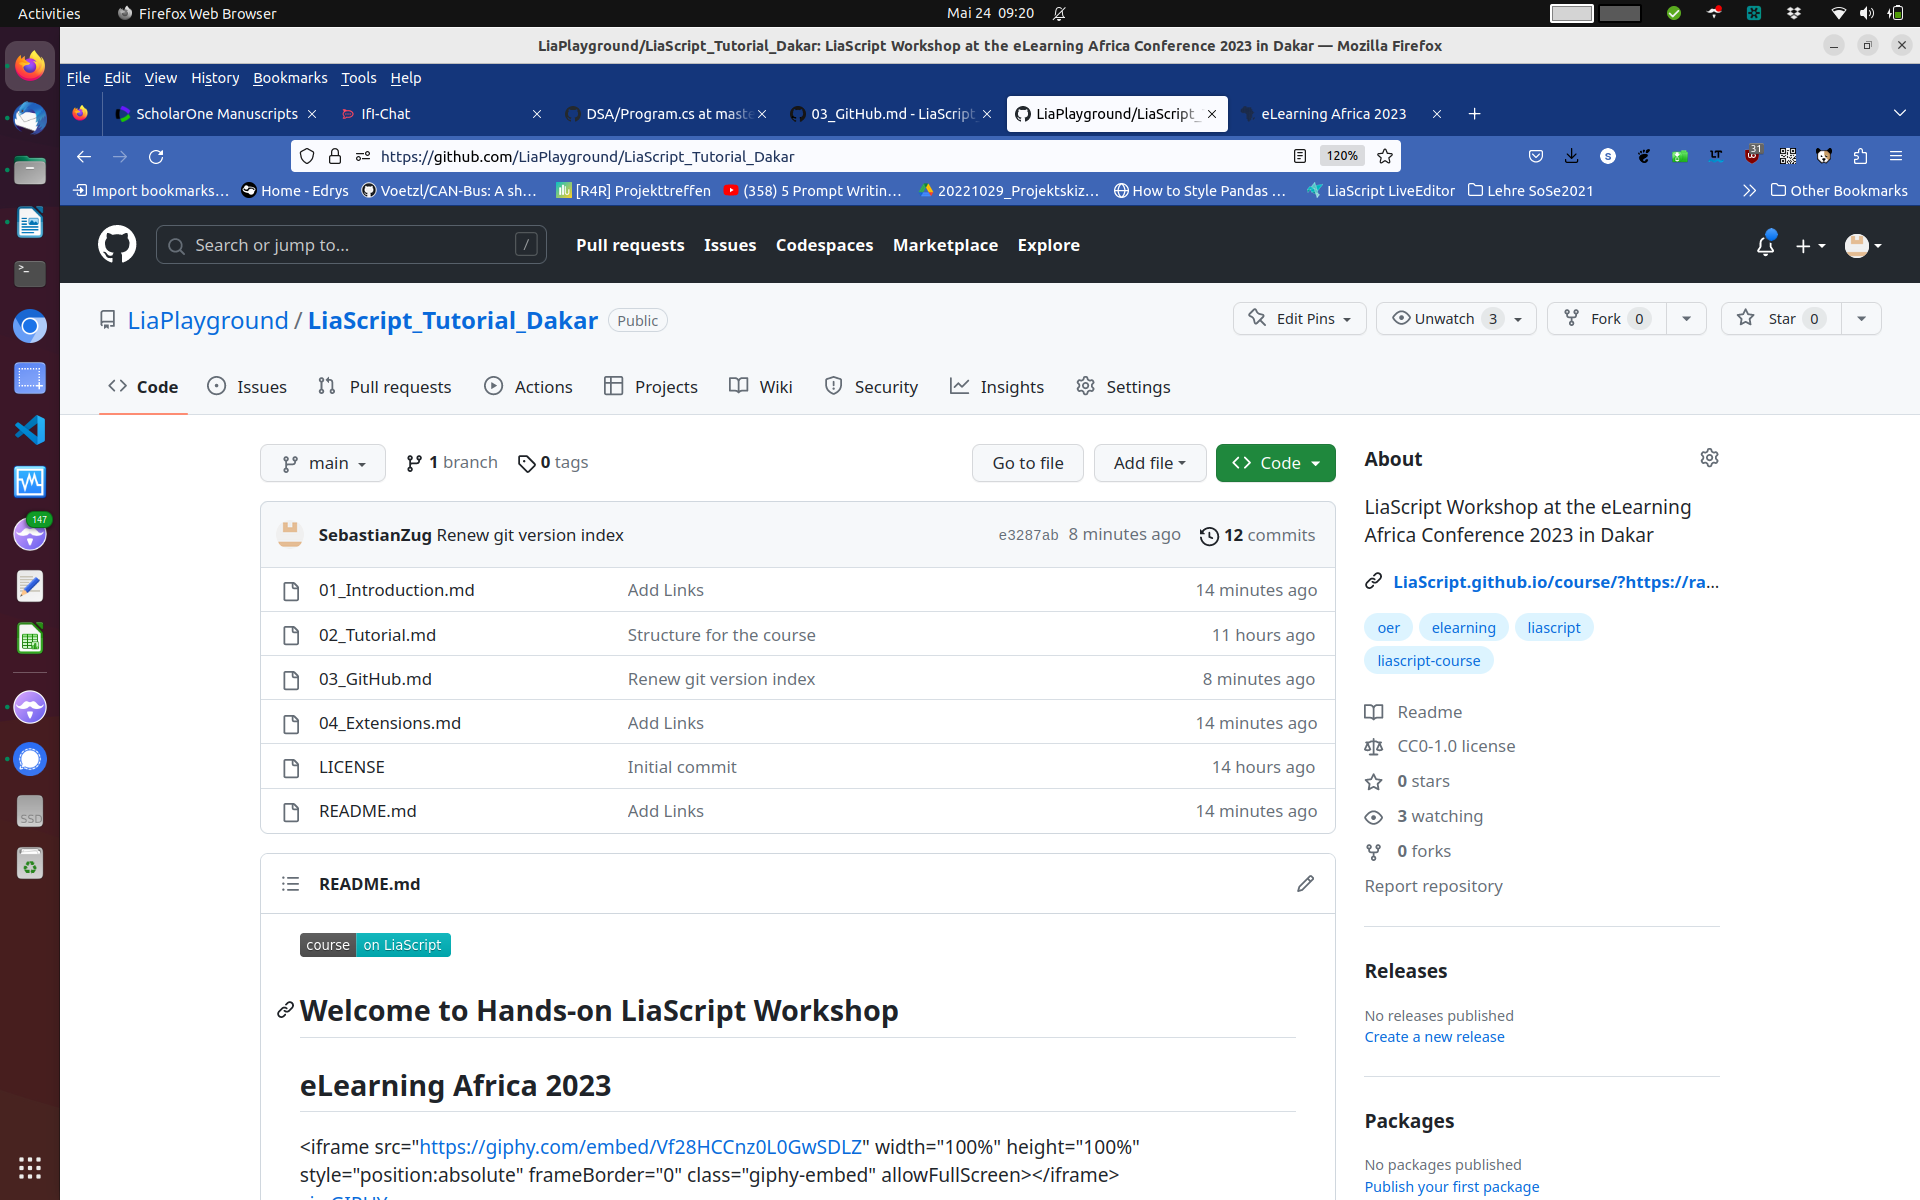 Activities
Firefox Web Browser
Mai 24 09:20
LiaPlayground/LiaScript_Tutorial_Dakar: LiaScript Workshop at the eLearning Africa Conference 2023 in Dakar — Mozilla Firefox
File Edit View History Bookmarks Tools Help
ScholarOne Manuscripts
IfI-Chat
DSA/Program.cs at maste
03_GitHub.md - LiaScript
LiaPlayground/LiaScript_
eLearning Africa 2023
https://github.com/LiaPlayground/LiaScript_Tutorial_Dakar
120%
31
Import bookmarks…
Home - Edrys
Voetzl/CAN-Bus: A sh…
[R4R] Projekttreffen
(358) 5 Prompt Writin…
20221029_Projektskiz…
How to Style Pandas …
LiaScript LiveEditor
Lehre SoSe2021
Other Bookmarks
Search or jump to...
/
Pull requests Issues Codespaces Marketplace Explore
LiaPlayground / LiaScript_Tutorial_Dakar
Public
Edit Pins
Unwatch 3
Fork 0
Star 0
Code
Issues
Pull requests
Actions
Projects
Wiki
Security
Insights
Settings
main
1 branch
0 tags
Go to file
Add file
Code
SebastianZug Renew git version index
e3287ab 8 minutes ago
12 commits
01_Introduction.md Add Links 14 minutes ago
02_Tutorial.md Structure for the course 11 hours ago
03_GitHub.md Renew git version index 8 minutes ago
04_Extensions.md Add Links 14 minutes ago
LICENSE Initial commit 14 hours ago
README.md Add Links 14 minutes ago
README.md
course on LiaScript
Welcome to Hands-on LiaScript Workshop
eLearning Africa 2023
<iframe src="https://giphy.com/embed/Vf28HCCnz0L0GwSDLZ" width="100%" height="100%"
style="position:absolute" frameBorder="0" class="giphy-embed" allowFullScreen></iframe>
via GIPHY
About
LiaScript Workshop at the eLearning
Africa Conference 2023 in Dakar
LiaScript.github.io/course/?https://ra...
oer elearning liascript
liascript-course
Readme
CC0-1.0 license
0 stars
3 watching
0 forks
Report repository
Releases
No releases published
Create a new release
Packages
No packages published
Publish your first package
147
SSD